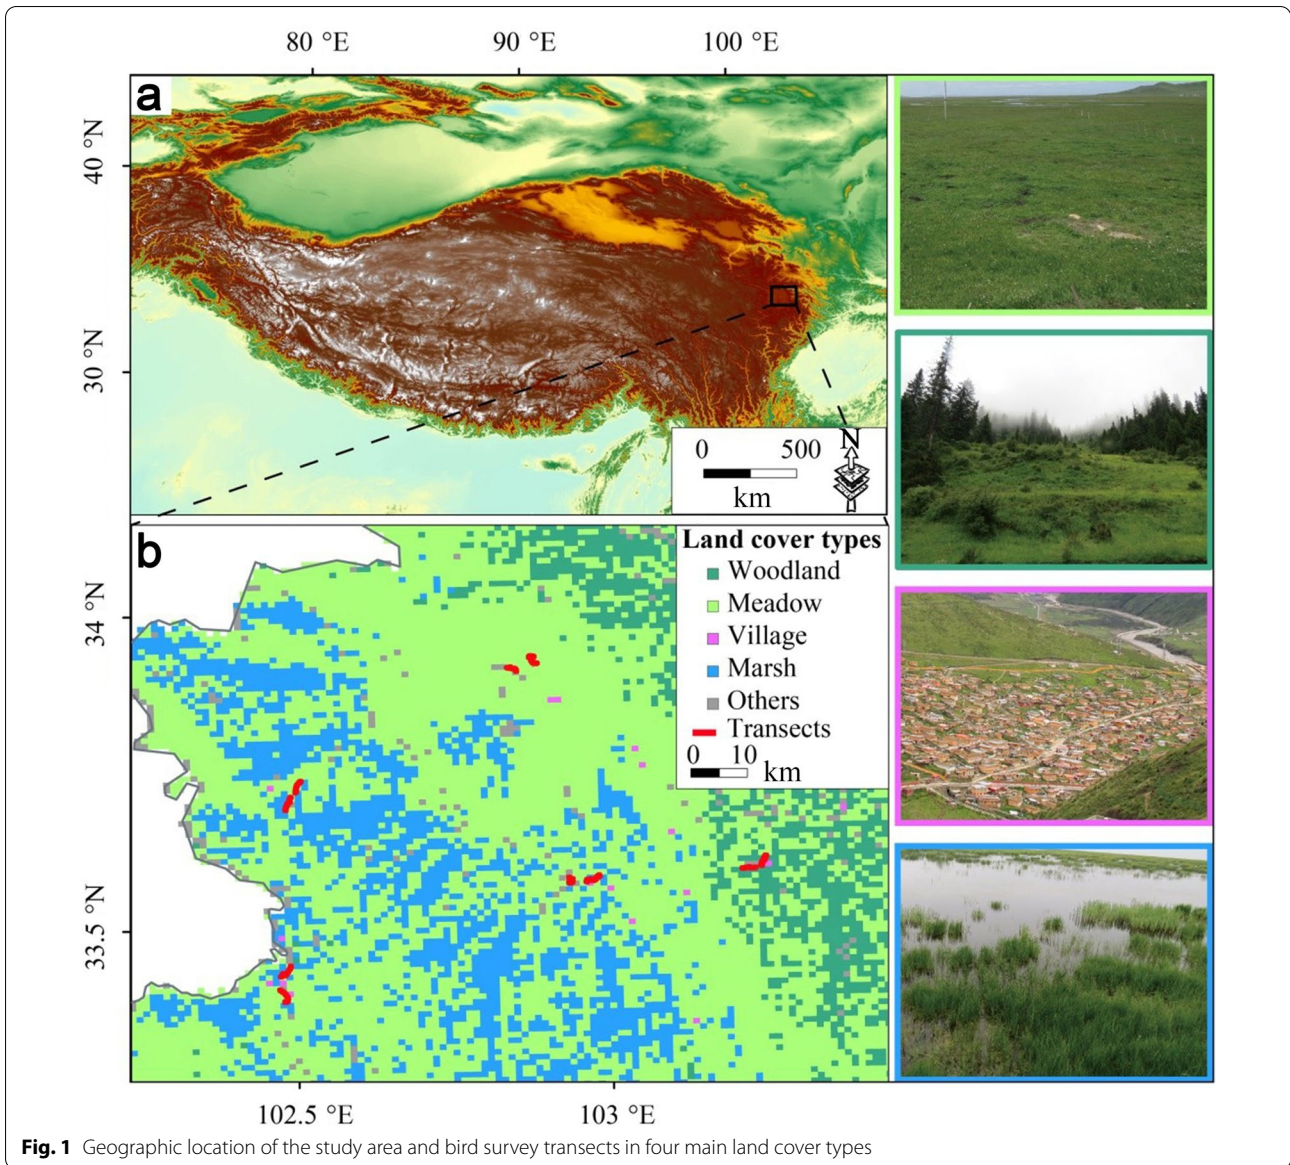 80 °E 90 °E 100 °E
a
40 °N
30 °N
N
0 500
km
b
Land cover types
Woodland
Meadow
Village
Marsh
Others
Transects
0 10 km
34 °N
33.5 °N
102.5 °E 103 °E
Fig. 1 Geographic location of the study area and bird survey transects in four main land cover types